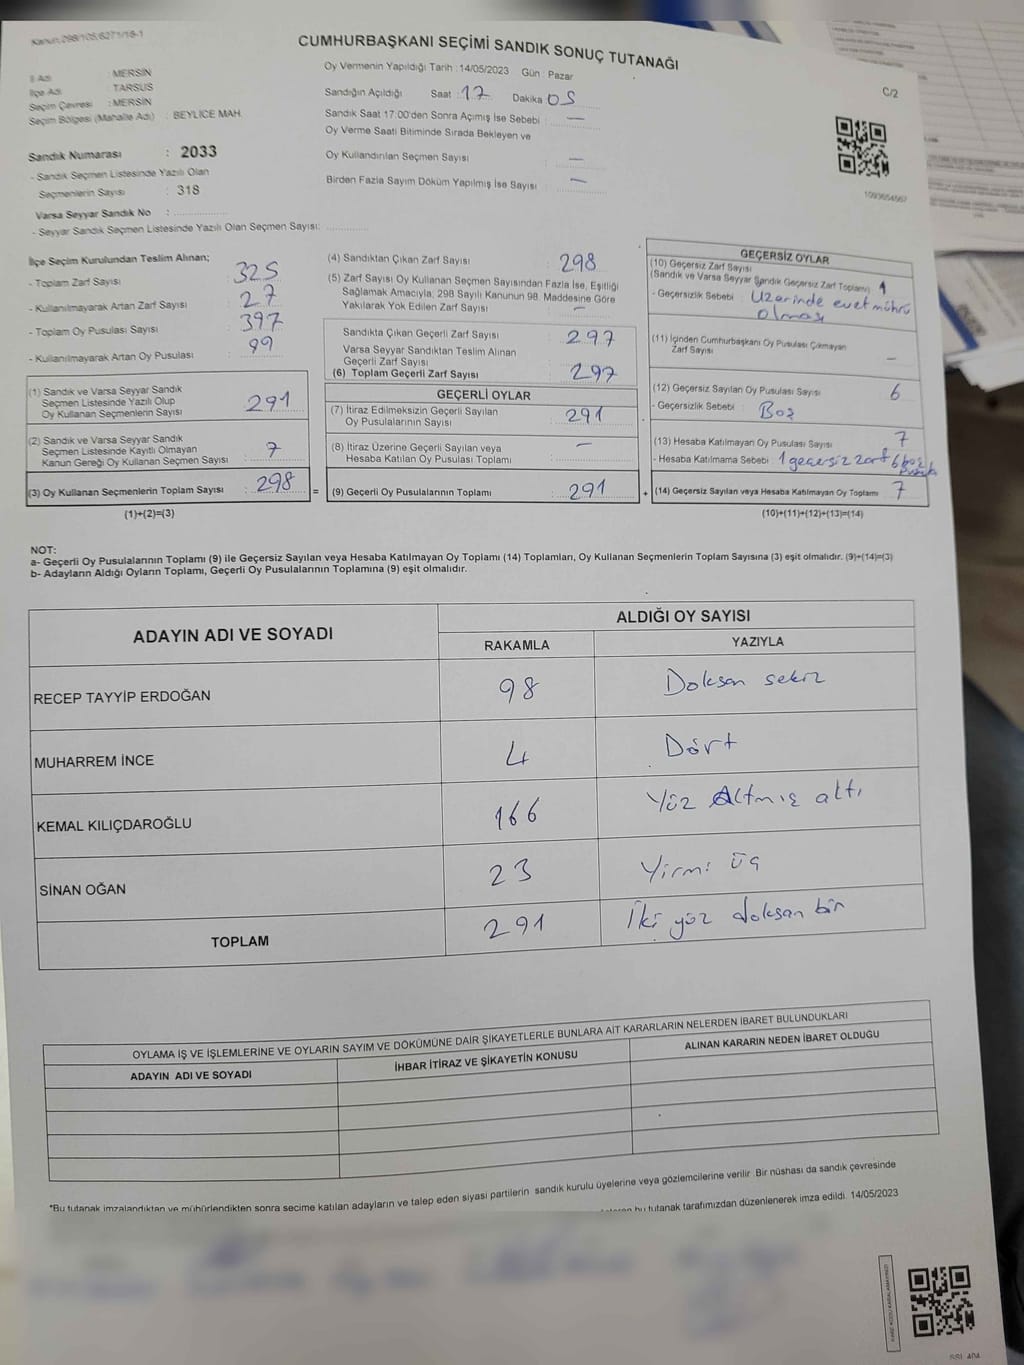 Kanun:298/105;6271/18-1
CUMHURBAŞKANI SEÇİMİ SANDIK SONUÇ TUTANAĞI
C/2
İl Adı : MERSİN
İlçe Adı : TARSUS
Seçim Çevresi : MERSİN
Seçim Bölgesi (Mahalle Adı) : BEYLİCE MAH.
Sandık Numarası : 2033
- Sandık Seçmen Listesinde Yazılı Olan
Seçmenlerin Sayısı : 318
Varsa Seyyar Sandık No :
- Seyyar Sandık Seçmen Listesinde Yazılı Olan Seçmen Sayısı:
Oy Vermenin Yapıldığı Tarih :14/05/2023 Gün : Pazar
Sandığın Açıldığı Saat : 17 Dakika : 05
Sandık Saat 17:00'den Sonra Açımış İse Sebebi : —
Oy Verme Saati Bitiminde Sırada Bekleyen ve
Oy Kullandırılan Seçmen Sayısı : —
Birden Fazla Sayım Döküm Yapılmış İse Sayısı : —
1093654567
İlçe Seçim Kurulundan Teslim Alınan;
- Toplam Zarf Sayısı : 325
- Kullanılmayarak Artan Zarf Sayısı : 27
- Toplam Oy Pusulası Sayısı : 397
- Kullanılmayarak Artan Oy Pusulası : 99
(1) Sandık ve Varsa Seyyar Sandık
Seçmen Listesinde Yazılı Olup
Oy Kullanan Seçmenlerin Sayısı : 291
(2) Sandık ve Varsa Seyyar Sandık
Seçmen Listesinde Kayıtlı Olmayan
Kanun Gereği Oy Kullanan Seçmen Sayısı : 7
(3) Oy Kullanan Seçmenlerin Toplam Sayısı : 298
(1)+(2)=(3)
=
(4) Sandıktan Çıkan Zarf Sayısı : 298
(5) Zarf Sayısı Oy Kullanan Seçmen Sayısından Fazla İse, Eşitliği
Sağlamak Amacıyla, 298 Sayılı Kanunun 98. Maddesine Göre
Yakılarak Yok Edilen Zarf Sayısı : —
Sandıkta Çıkan Geçerli Zarf Sayısı : 297
Varsa Seyyar Sandıktan Teslim Alınan
Geçerli Zarf Sayısı
(6) Toplam Geçerli Zarf Sayısı : 297
GEÇERLİ OYLAR
(7) İtiraz Edilmeksizin Geçerli Sayılan
Oy Pusulalarının Sayısı : 291
(8) İtiraz Üzerine Geçerli Sayılan veya
Hesaba Katılan Oy Pusulası Toplamı : —
(9) Geçerli Oy Pusulalarının Toplamı : 291
+
GEÇERSİZ OYLAR
(10) Geçersiz Zarf Sayısı
(Sandık ve Varsa Seyyar Sandık Geçersiz Zarf Toplamı) 1
- Geçersizlik Sebebi : Üzerinde evet mührü
olması
(11) İçinden Cumhurbaşkanı Oy Pusulası Çıkmayan
Zarf Sayısı —
(12) Geçersiz Sayılan Oy Pusulası Sayısı 6
- Geçersizlik Sebebi : Boş
(13) Hesaba Katılmayan Oy Pusulası Sayısı 7
- Hesaba Katılmama Sebebi : 1 geçersiz zarf 6 boş
pusula
(14) Geçersiz Sayılan veya Hesaba Katılmayan Oy Toplamı 7
(10)+(11)+(12)+(13)=(14)
NOT:
a- Geçerli Oy Pusulalarının Toplamı (9) ile Geçersiz Sayılan veya Hesaba Katılmayan Oy Toplamı (14) Toplamları, Oy Kullanan Seçmenlerin Toplam Sayısına (3) eşit olmalıdır. (9)+(14)=(3)
b- Adayların Aldığı Oyların Toplamı, Geçerli Oy Pusulalarının Toplamına (9) eşit olmalıdır.
ADAYIN ADI VE SOYADI
ALDIĞI OY SAYISI
RAKAMLA YAZIYLA
RECEP TAYYİP ERDOĞAN 98 Doksan sekiz
MUHARREM İNCE 4 Dört
KEMAL KILIÇDAROĞLU 166 Yüz Altmış altı
SİNAN OĞAN 23 Yirmi üç
TOPLAM 291 İki yüz doksan bir
OYLAMA İŞ VE İŞLEMLERİNE VE OYLARIN SAYIM VE DÖKÜMÜNE DAİR ŞİKAYETLERLE BUNLARA AİT KARARLARIN NELERDEN İBARET BULUNDUKLARI
ADAYIN ADI VE SOYADI İHBAR İTİRAZ VE ŞİKAYETİN KONUSU ALINAN KARARIN NEDEN İBARET OLDUĞU
*Bu tutanak imzalandıktan ve mühürlendikten sonra seçime katılan adayların ve talep eden siyasi partilerin sandık kurulu üyelerine veya gözlemcilerine verilir. Bir nüshası da sandık çevresinde
bu tutanak tarafımızdan düzenlenerek imza edildi. 14/05/2023